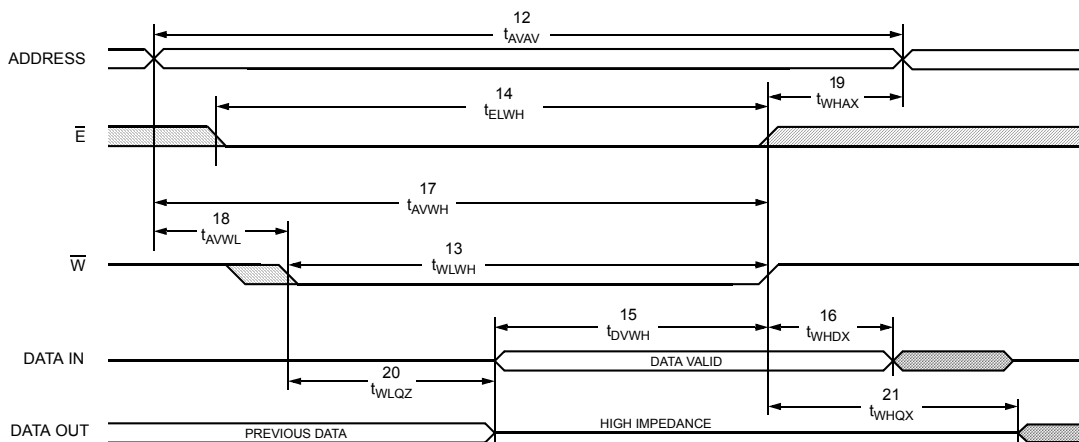 12
tAVAV
ADDRESS
14
tELWH
19
tWHAX
E̅
17
tAVWH
18
tAVWL
W̅
13
tWLWH
15
tDVWH
16
tWHDX
DATA IN
DATA VALID
20
tWLQZ
21
tWHQX
DATA OUT
PREVIOUS DATA
HIGH IMPEDANCE